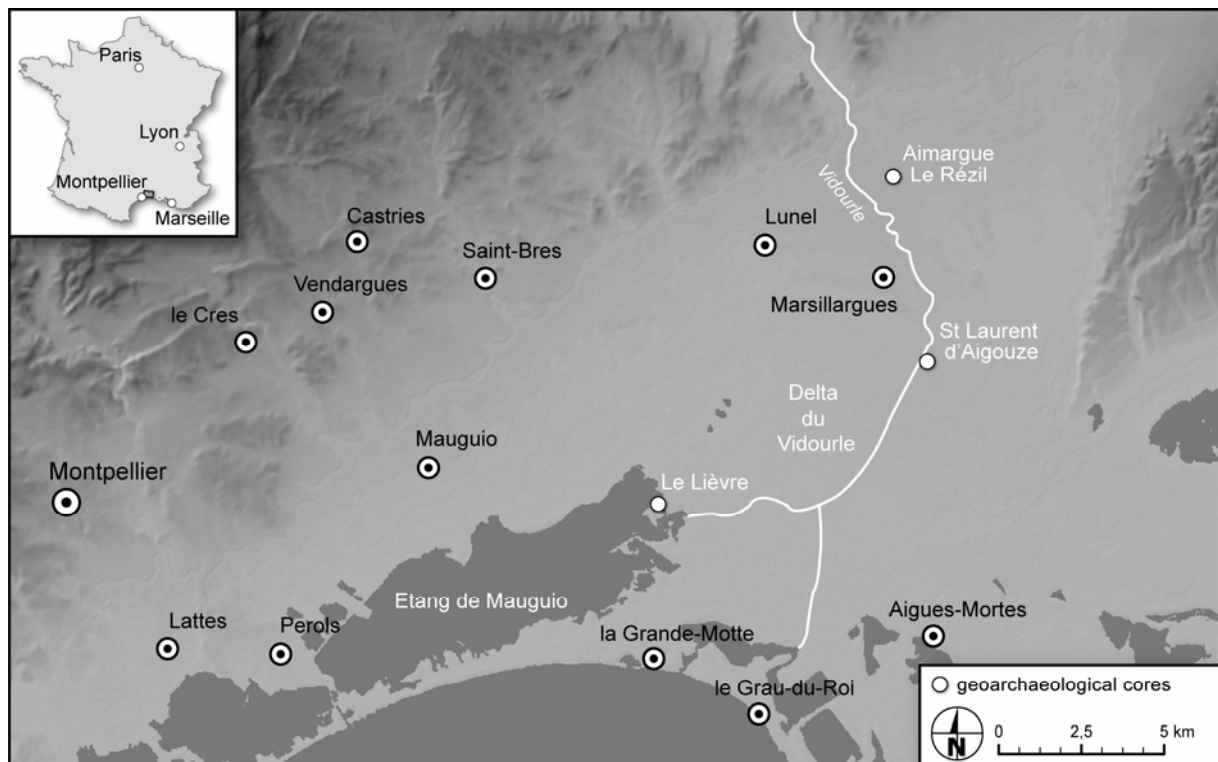 Paris
Lyon
Montpellier
Marseille
Aimargue
Le Rézil
Vidourle
Castries
Lunel
Saint-Bres
Vendargues
Marsillargues
le Cres
St Laurent
d'Aigouze
Delta
du
Vidourle
Mauguio
Montpellier
Le Lièvre
Etang de Mauguio
Aigues-Mortes
Lattes
Perols
la Grande-Motte
le Grau-du-Roi
geoarchaeological cores
N
0 2,5 5 km